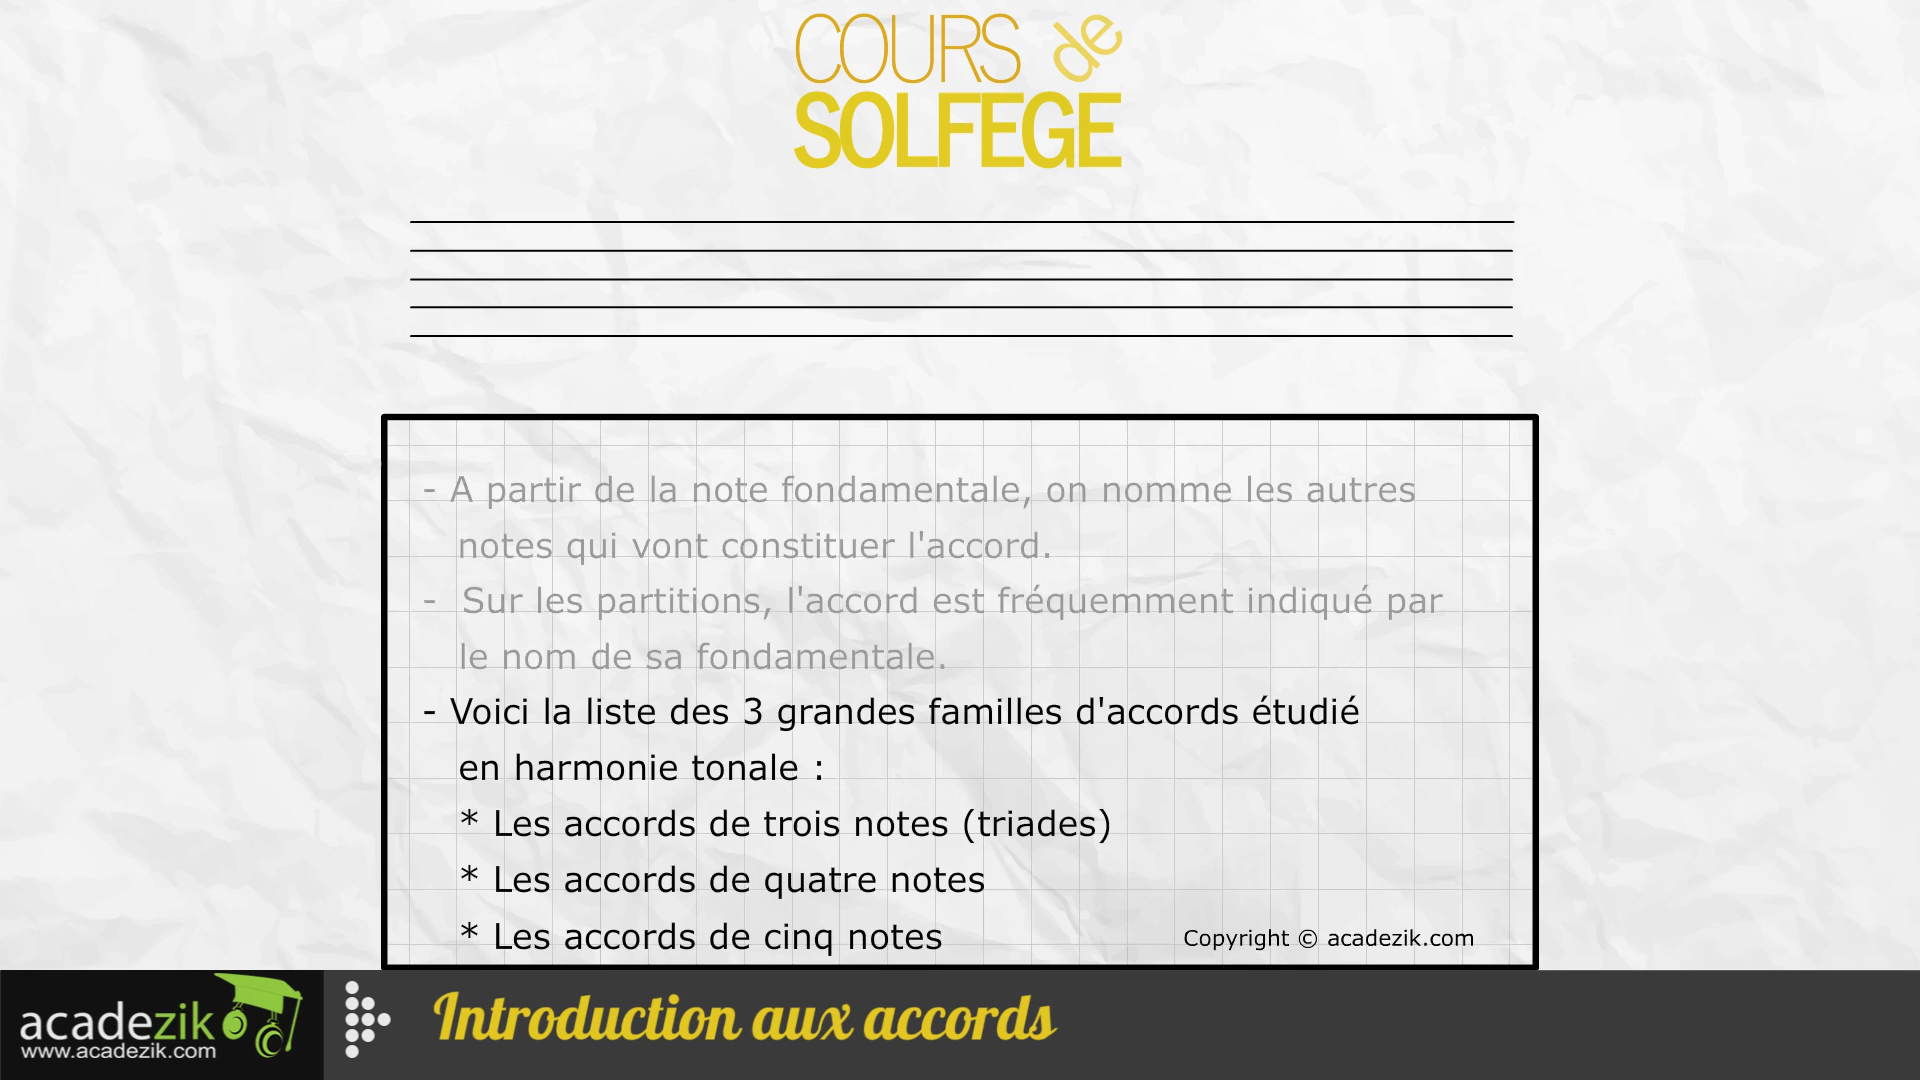 COURS de
SOLFEGE
- A partir de la note fondamentale, on nomme les autres
notes qui vont constituer l'accord.
- Sur les partitions, l'accord est fréquemment indiqué par
le nom de sa fondamentale.
- Voici la liste des 3 grandes familles d'accords étudié
en harmonie tonale :
* Les accords de trois notes (triades)
* Les accords de quatre notes
* Les accords de cinq notes
Copyright © acadezik.com
acadezik
www.acadezik.com
Introduction aux accords